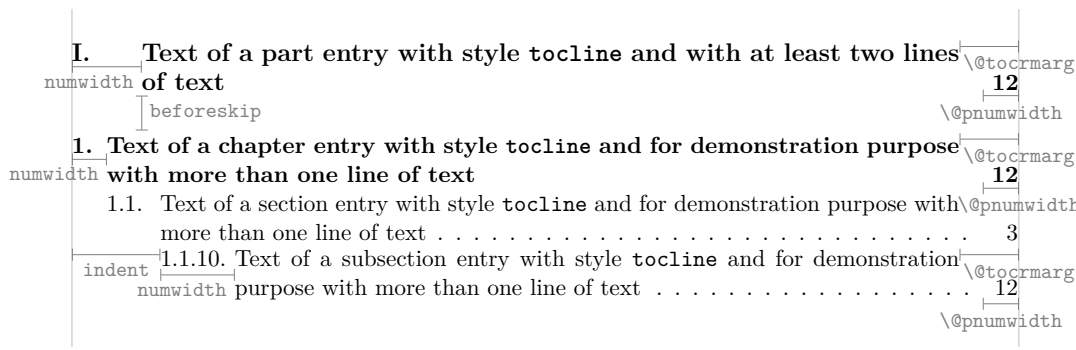 I. Text of a part entry with style tocline and with at least two lines \@tocrmarg
numwidth of text 12
beforeskip \@pnumwidth
1. Text of a chapter entry with style tocline and for demonstration purpose \@tocrmarg
numwidth with more than one line of text 12
1.1. Text of a section entry with style tocline and for demonstration purpose with \@pnumwidth
more than one line of text . . . . . . . . . . . . . . . . . . . . . . . . . . . . . . . 3
1.1.10. Text of a subsection entry with style tocline and for demonstration
indent \@tocrmarg
numwidth purpose with more than one line of text . . . . . . . . . . . . . . . . . . 12
\@pnumwidth